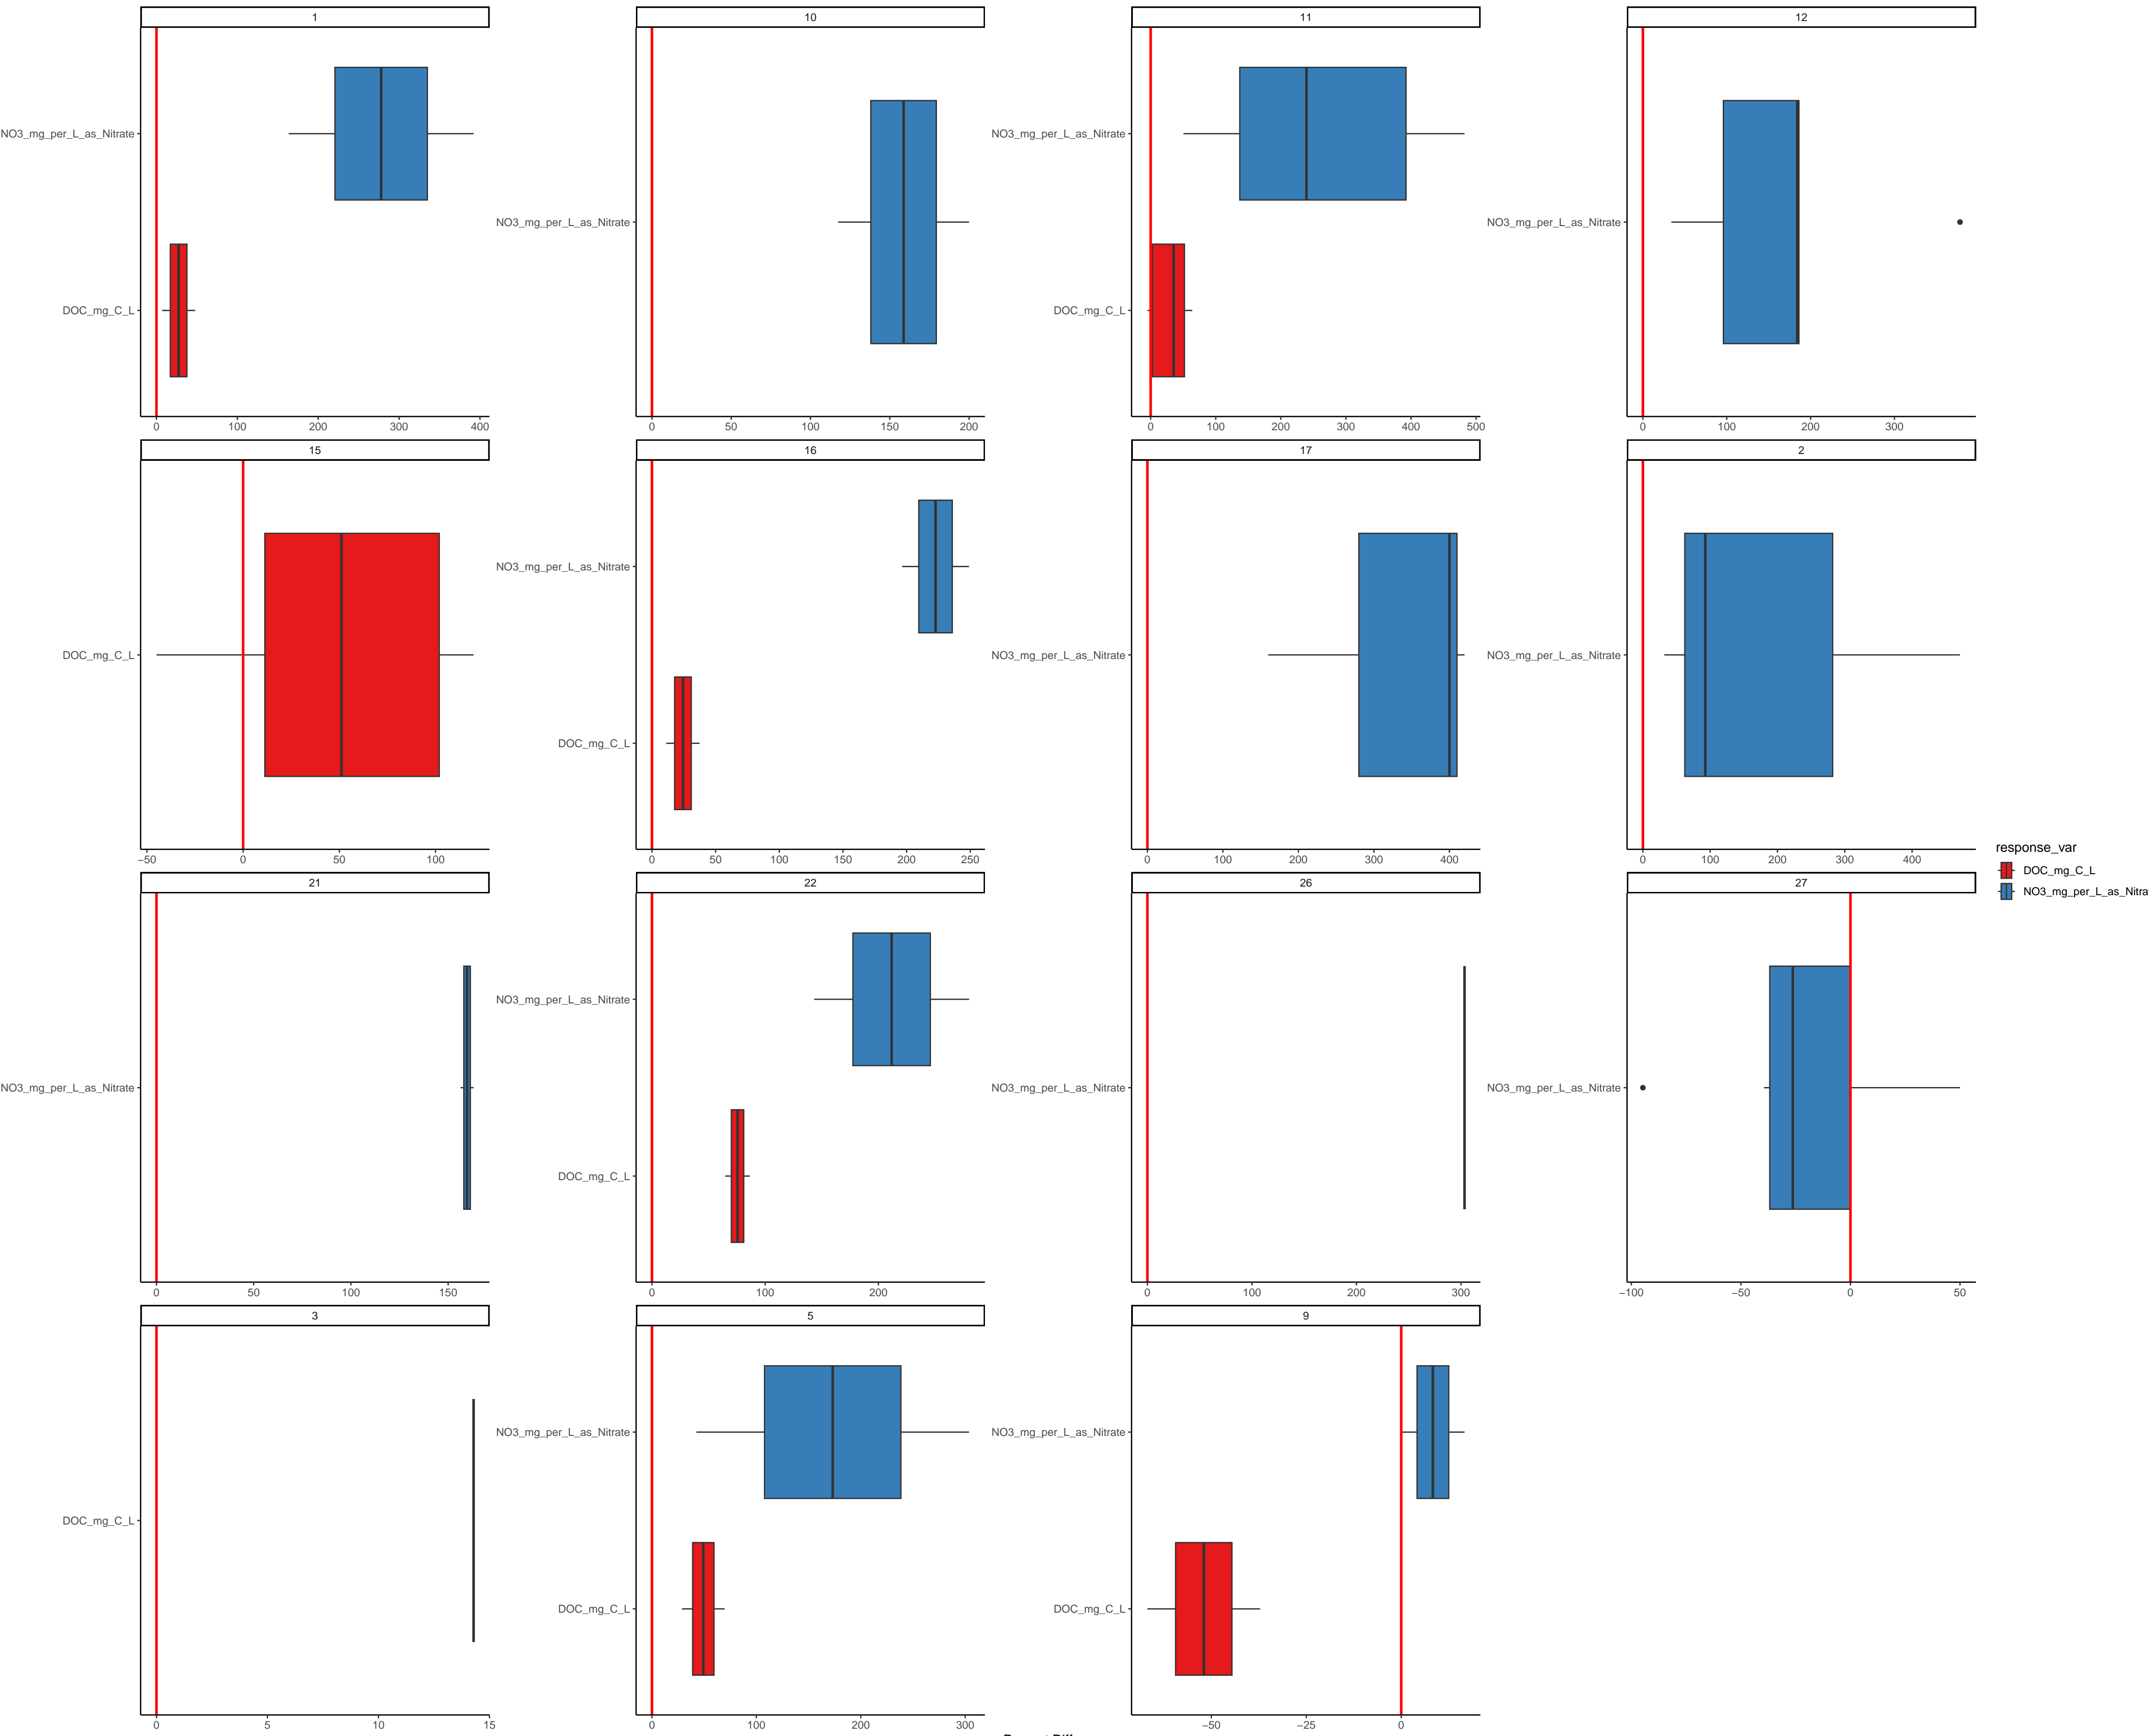 1
10
11
12
NO3_mg_per_L_as_Nitrate
DOC_mg_C_L
0 100 200 300 400
NO3_mg_per_L_as_Nitrate
0 50 100 150 200
NO3_mg_per_L_as_Nitrate
DOC_mg_C_L
0 100 200 300 400 500
NO3_mg_per_L_as_Nitrate
0 100 200 300
15
16
17
2
DOC_mg_C_L
−50 0 50 100
NO3_mg_per_L_as_Nitrate
DOC_mg_C_L
0 50 100 150 200 250
NO3_mg_per_L_as_Nitrate
0 100 200 300 400
NO3_mg_per_L_as_Nitrate
0 100 200 300 400
response_var
DOC_mg_C_L
NO3_mg_per_L_as_Nitra
21
22
26
27
NO3_mg_per_L_as_Nitrate
0 50 100 150
NO3_mg_per_L_as_Nitrate
DOC_mg_C_L
0 100 200
NO3_mg_per_L_as_Nitrate
0 100 200 300
NO3_mg_per_L_as_Nitrate
−100 −50 0 50
3
5
9
DOC_mg_C_L
0 5 10 15
NO3_mg_per_L_as_Nitrate
DOC_mg_C_L
0 100 200 300
NO3_mg_per_L_as_Nitrate
DOC_mg_C_L
−50 −25 0